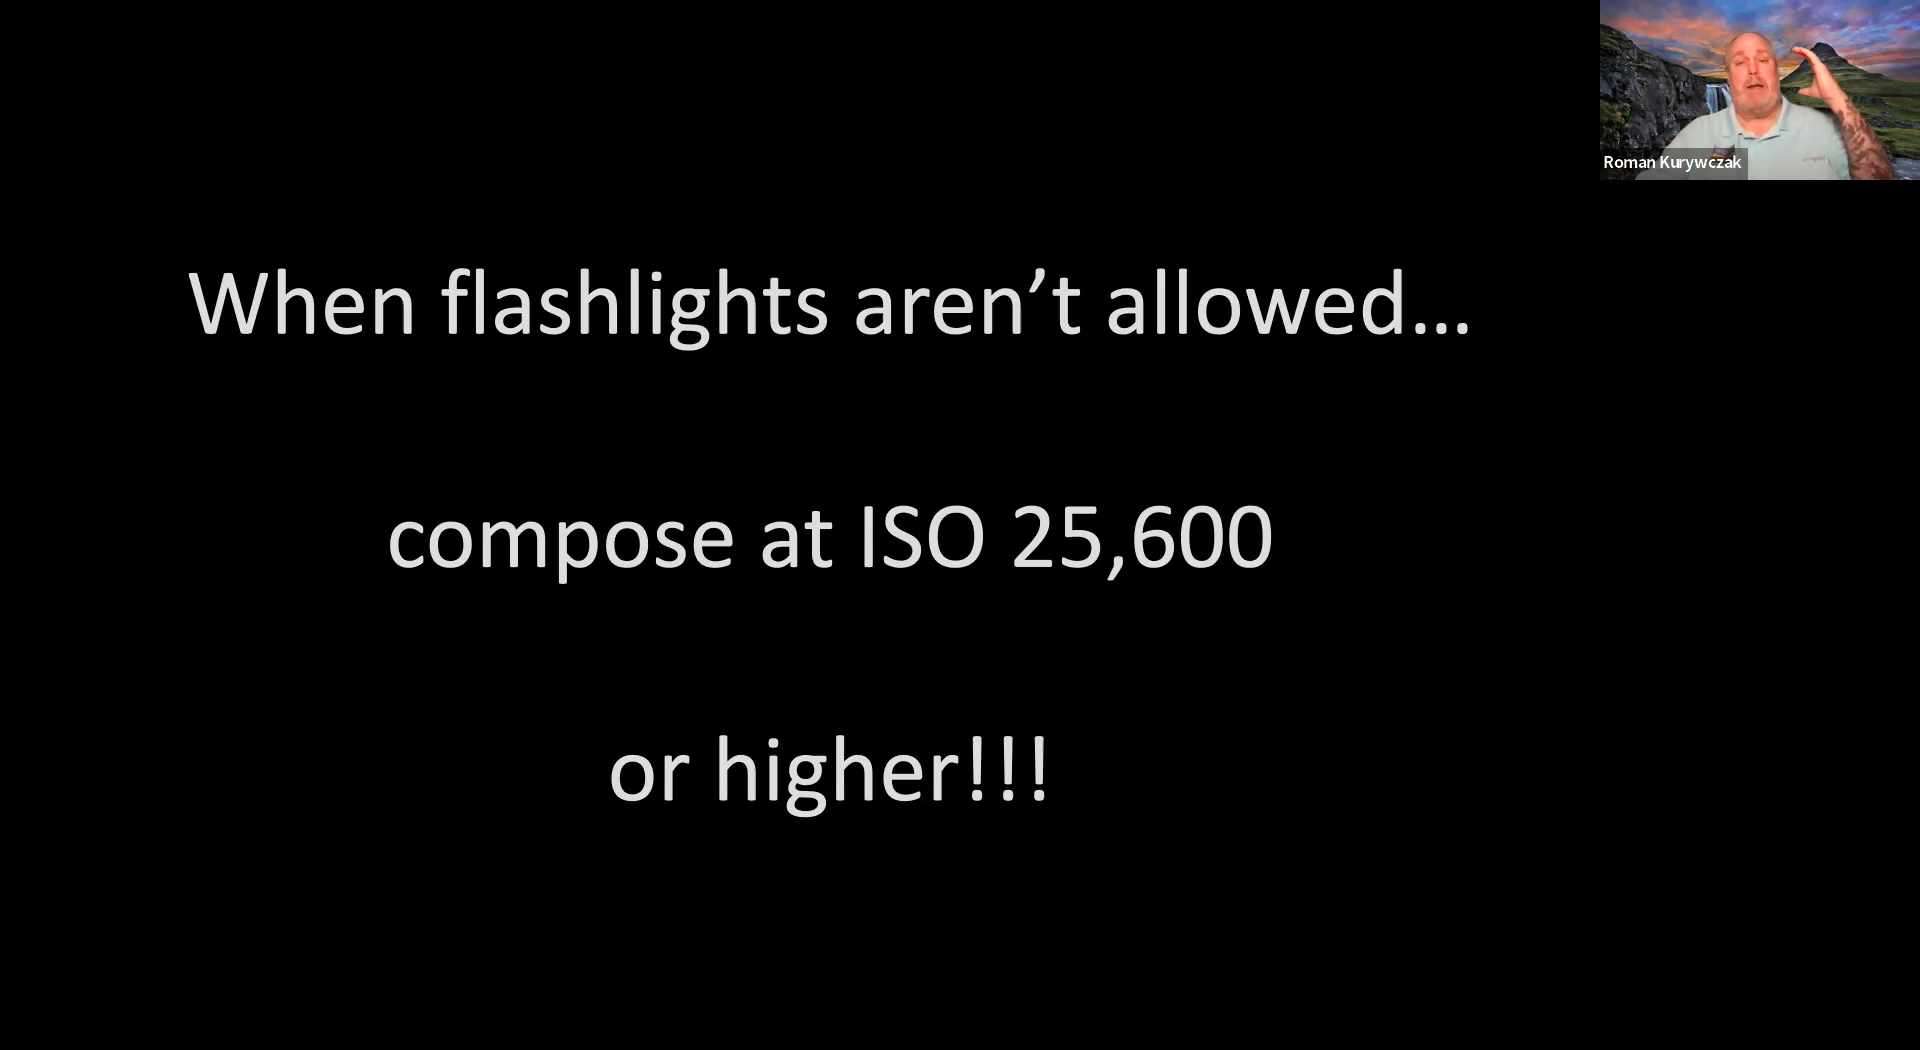 Roman Kurywczak
When flashlights aren’t allowed…
compose at ISO 25,600
or higher!!!